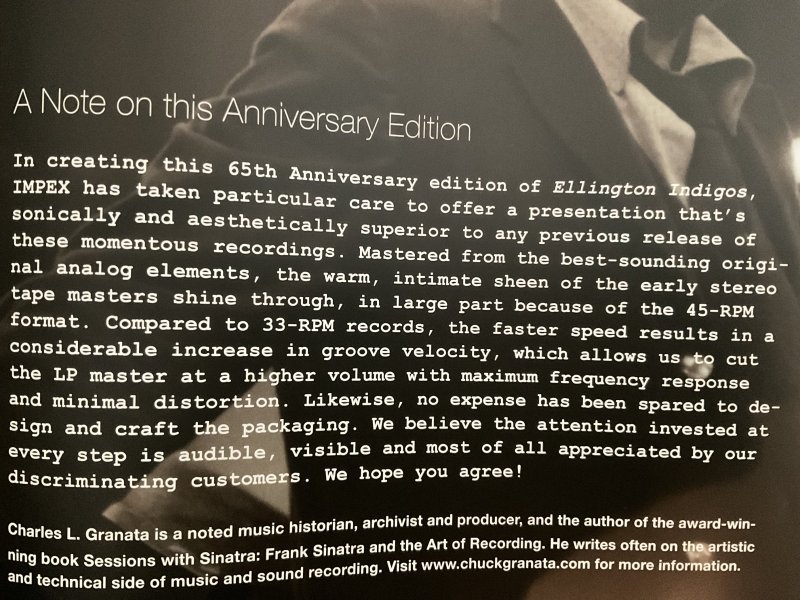 A Note on this Anniversary Edition
In creating this 65th Anniversary edition of Ellington Indigos,
IMPEX has taken particular care to offer a presentation that's
sonically and aesthetically superior to any previous release of
these momentous recordings. Mastered from the best-sounding origi-
nal analog elements, the warm, intimate sheen of the early stereo
tape masters shine through, in large part because of the 45-RPM
format. Compared to 33-RPM records, the faster speed results in a
considerable increase in groove velocity, which allows us to cut
the LP master at a higher volume with maximum frequency response
and minimal distortion. Likewise, no expense has been spared to de-
sign and craft the packaging. We believe the attention invested at
every step is audible, visible and most of all appreciated by our
discriminating customers. We hope you agree!
Charles L. Granata is a noted music historian, archivist and producer, and the author of the award-win-
ning book Sessions with Sinatra: Frank Sinatra and the Art of Recording. He writes often on the artistic
and technical side of music and sound recording. Visit www.chuckgranata.com for more information.